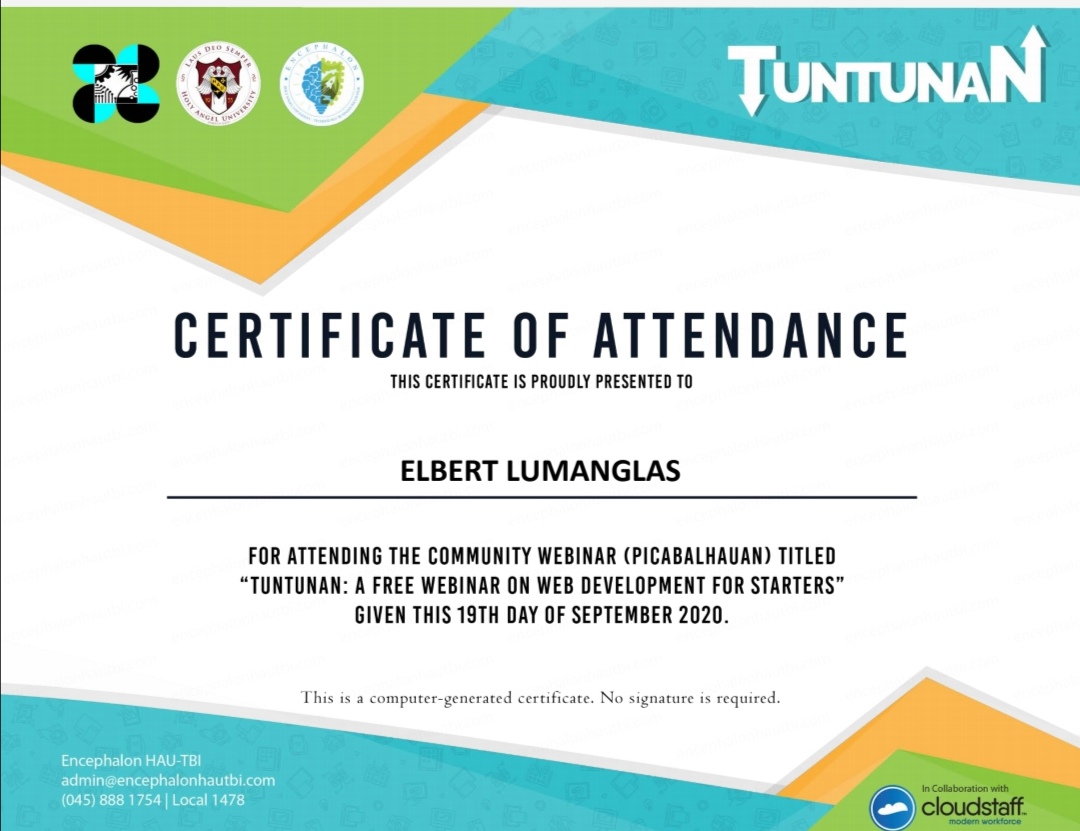 LAUS DEO SEMPER
HOLY ANGEL UNIVERSITY
ENCEPHALON
TUNTUNAN
CERTIFICATE OF ATTENDANCE
THIS CERTIFICATE IS PROUDLY PRESENTED TO
ELBERT LUMANGLAS
FOR ATTENDING THE COMMUNITY WEBINAR (PICABALHAUAN) TITLED
“TUNTUNAN: A FREE WEBINAR ON WEB DEVELOPMENT FOR STARTERS”
GIVEN THIS 19TH DAY OF SEPTEMBER 2020.
This is a computer-generated certificate. No signature is required.
Encephalon HAU-TBI
admin@encephalonhautbi.com
(045) 888 1754 | Local 1478
In Collaboration with
cloudstaff™
modern workforce